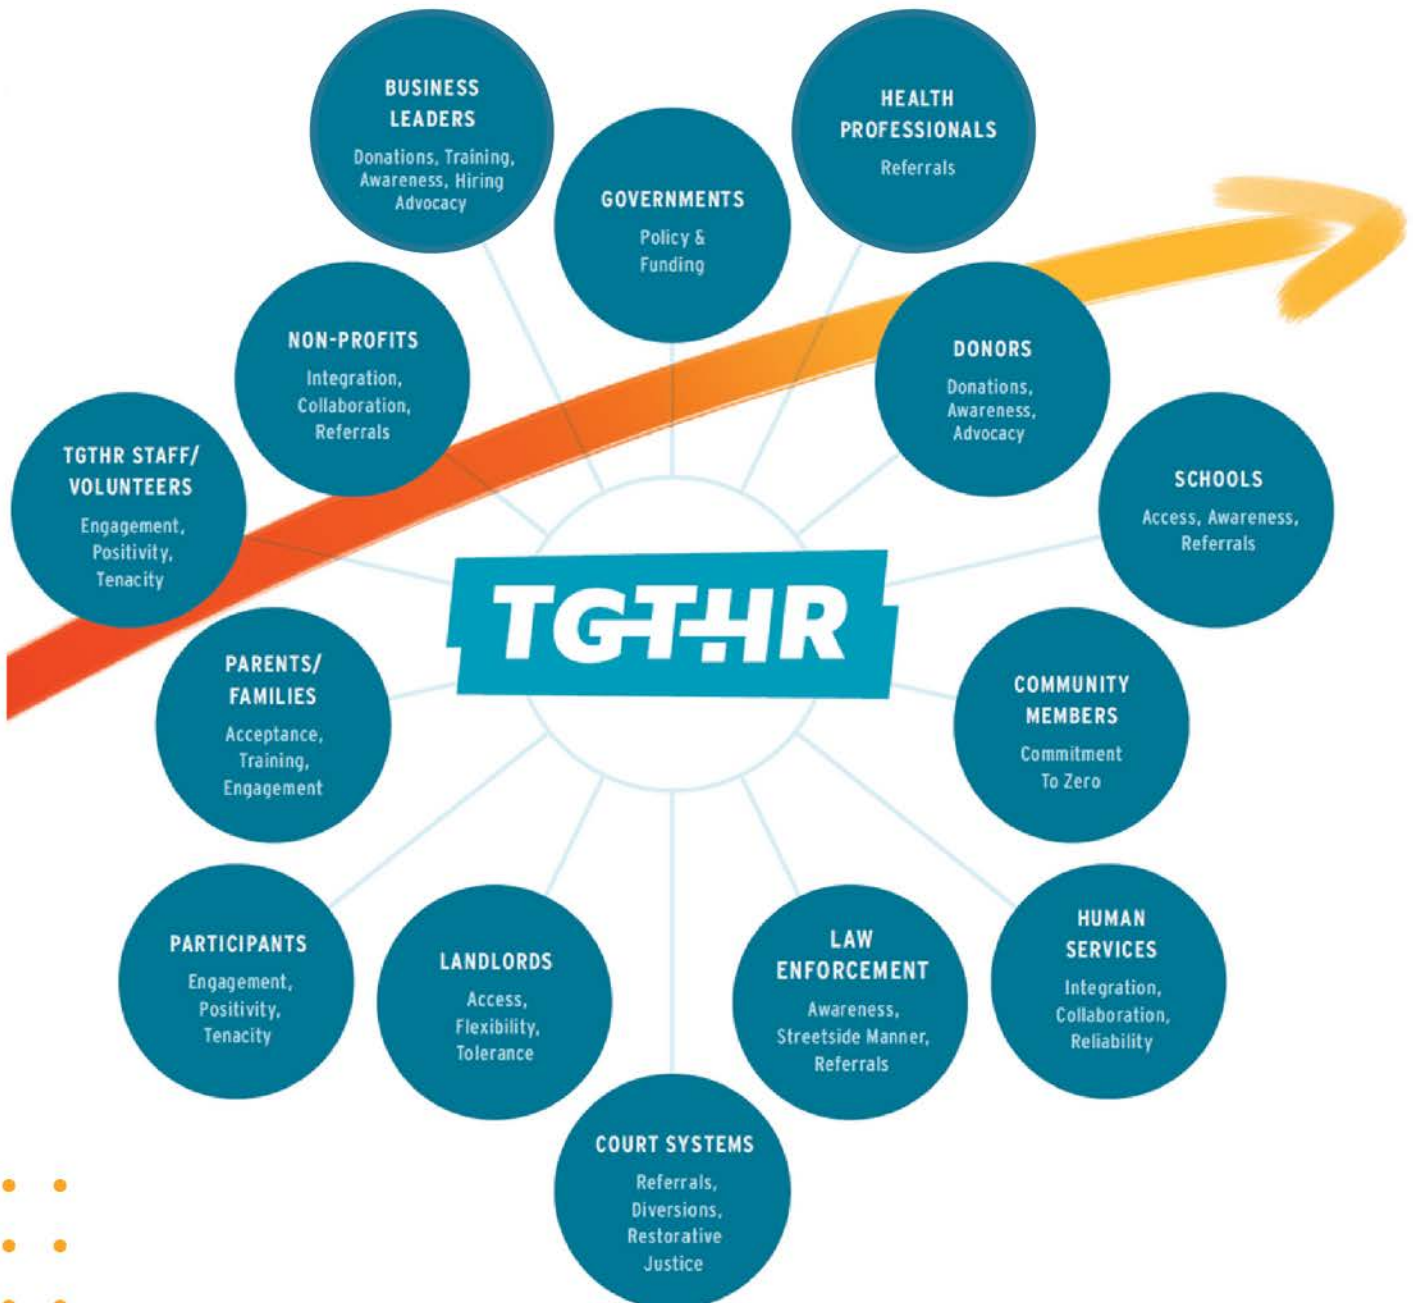 BUSINESS
LEADERS
Donations, Training,
Awareness, Hiring
Advocacy
HEALTH
PROFESSIONALS
Referrals
GOVERNMENTS
Policy &
Funding
NON-PROFITS
Integration,
Collaboration,
Referrals
DONORS
Donations,
Awareness,
Advocacy
TGTHR STAFF/
VOLUNTEERS
Engagement,
Positivity,
Tenacity
SCHOOLS
Access, Awareness,
Referrals
TGTHR
PARENTS/
FAMILIES
Acceptance,
Training,
Engagement
COMMUNITY
MEMBERS
Commitment
To Zero
PARTICIPANTS
Engagement,
Positivity,
Tenacity
LANDLORDS
Access,
Flexibility,
Tolerance
LAW
ENFORCEMENT
Awareness,
Streetside Manner,
Referrals
HUMAN
SERVICES
Integration,
Collaboration,
Reliability
COURT SYSTEMS
Referrals,
Diversions,
Restorative
Justice